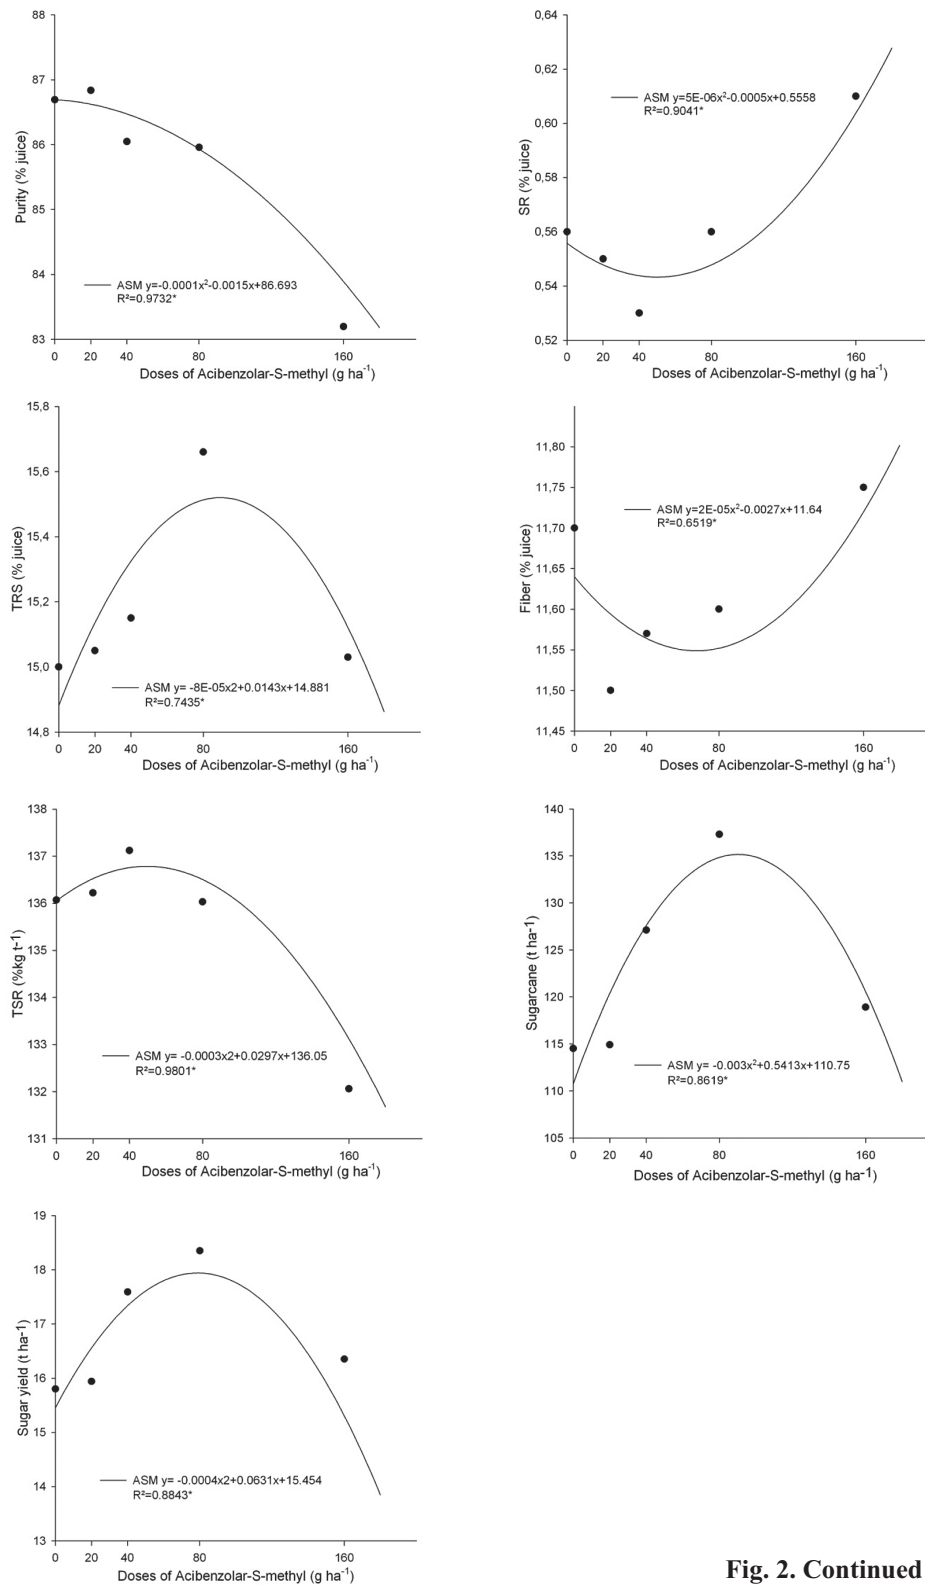 88
87
86
85
84
83
Purity (% juice)
ASM y=-0.0001x²-0.0015x+86.693
R²=0.9732*
0 20 40 80 160
Doses of Acibenzolar-S-methyl (g ha⁻¹)
0,64
0,62
0,60
0,58
0,56
0,54
0,52
SR (% juice)
ASM y=5E-06x²-0.0005x+0.5558
R²=0.9041*
0 20 40 80 160
Doses of Acibenzolar-S-methyl (g ha⁻¹)
15,8
15,6
15,4
15,2
15,0
14,8
TRS (% juice)
ASM y= -8E-05x2+0.0143x+14.881
R²=0.7435*
0 20 40 80 160
Doses of Acibenzolar-S-methyl (g ha⁻¹)
11,80
11,75
11,70
11,65
11,60
11,55
11,50
11,45
Fiber (% juice)
ASM y=2E-05x²-0.0027x+11.64
R²=0.6519*
0 20 40 80 160
Doses of Acibenzolar-S-methyl (g ha⁻¹)
138
137
136
135
134
133
132
131
TSR (%kg t-1)
ASM y= -0.0003x2+0.0297x+136.05
R²=0.9801*
0 20 40 80 160
Doses of Acibenzolar-S-methyl (g ha⁻¹)
140
135
130
125
120
115
110
105
Sugarcane (t ha-1)
ASM y= -0.003x²+0.5413x+110.75
R²=0.8619*
0 20 40 80 160
Doses of Acibenzolar-S-methyl (g ha-1)
19
18
17
16
15
14
13
Sugar yield (t ha-1)
ASM y= -0.0004x2+0.0631x+15.454
R²=0.8843*
0 20 40 80 160
Doses of Acibenzolar-S-methyl (g ha⁻¹)
Fig. 2. Continued